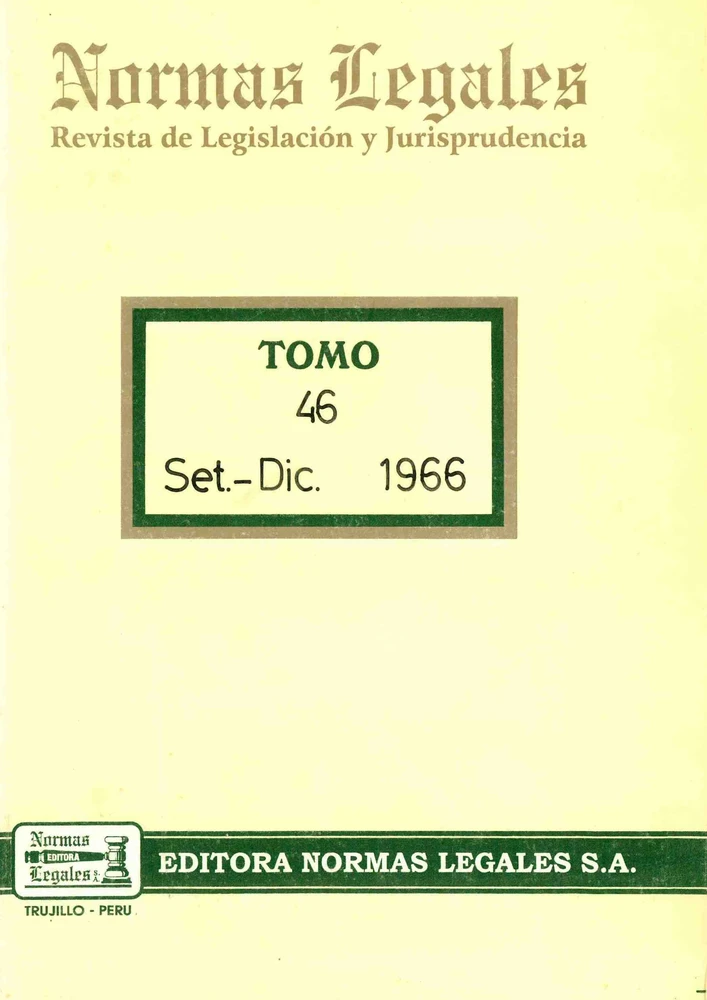 Normas Legales
Revista de Legislación y Jurisprudencia
TOMO
46
Set.-Dic. 1966
Normas
EDITORA
Legales S.A.
EDITORA NORMAS LEGALES S.A.
TRUJILLO - PERU